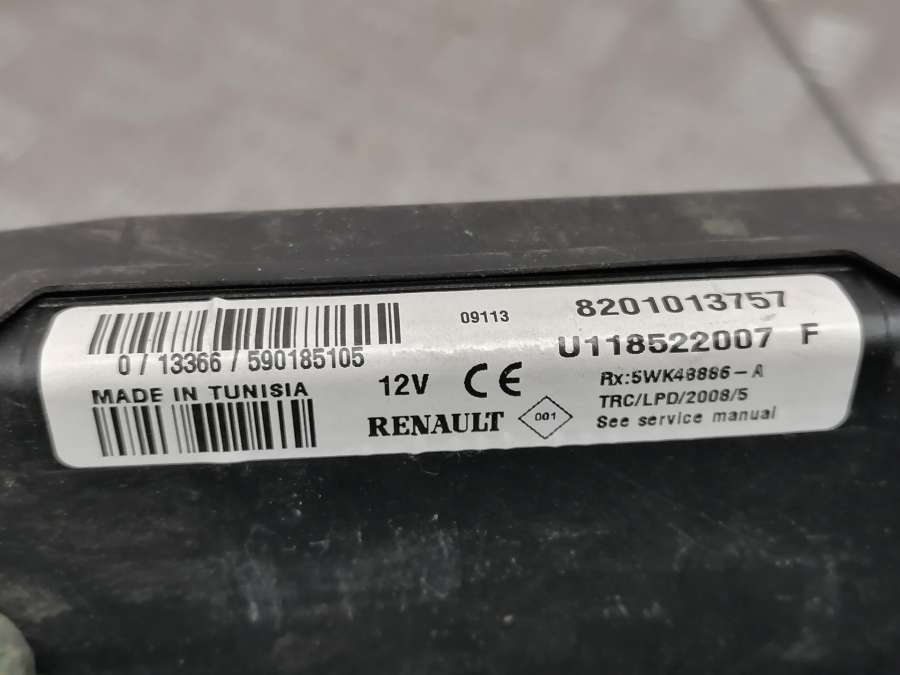 0 / 13366 / 590185105
MADE IN TUNISIA
09113
12V CE
RENAULT
001
8201013757
U118522007 F
Rx:5WK48886-A
TRC/LPD/2008/5
See service manual